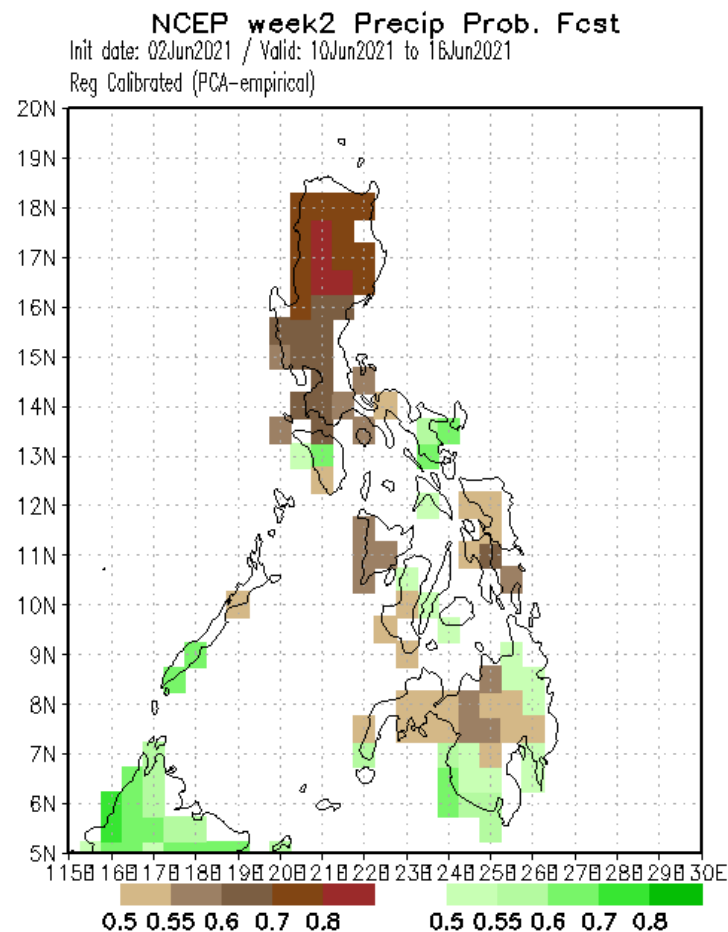 NCEP week2 Precip Prob. Fcst
Init date: 02Jun2021 / Valid: 10Jun2021 to 16Jun2021
Reg Calibrated (PCA-empirical)
20N
19N
18N
17N
16N
15N
14N
13N
12N
11N
10N
9N
8N
7N
6N
5N
115E 116E 117E 118E 119E 120E 121E 122E 123E 124E 125E 126E 127E 128E 129E 130E
0.5 0.55 0.6 0.7 0.8 0.5 0.55 0.6 0.7 0.8